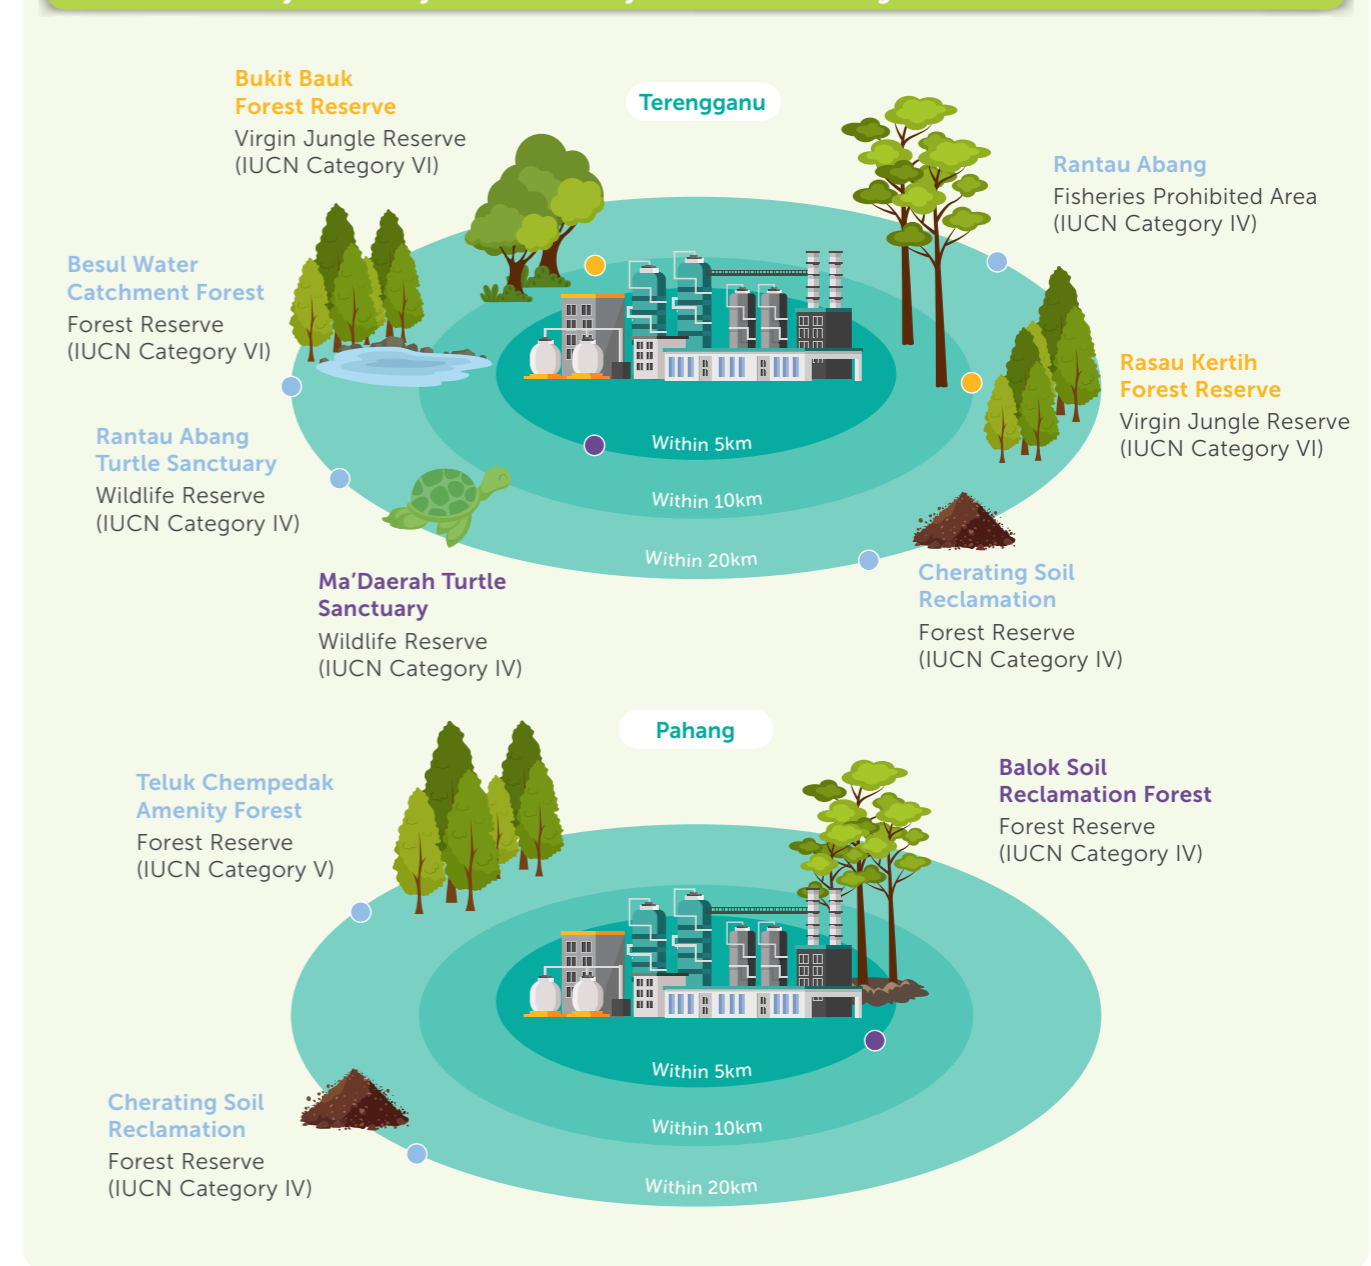 Terengganu
Bukit Bauk
Forest Reserve
Virgin Jungle Reserve
(IUCN Category VI)
Rantau Abang
Fisheries Prohibited Area
(IUCN Category IV)
Besul Water
Catchment Forest
Forest Reserve
(IUCN Category VI)
Rasau Kertih
Forest Reserve
Virgin Jungle Reserve
(IUCN Category VI)
Rantau Abang
Turtle Sanctuary
Wildlife Reserve
(IUCN Category IV)
Within 5km
Within 10km
Within 20km
Ma’Daerah Turtle
Sanctuary
Wildlife Reserve
(IUCN Category IV)
Cherating Soil
Reclamation
Forest Reserve
(IUCN Category IV)
Pahang
Teluk Chempedak
Amenity Forest
Forest Reserve
(IUCN Category V)
Balok Soil
Reclamation Forest
Forest Reserve
(IUCN Category IV)
Within 5km
Within 10km
Within 20km
Cherating Soil
Reclamation
Forest Reserve
(IUCN Category IV)